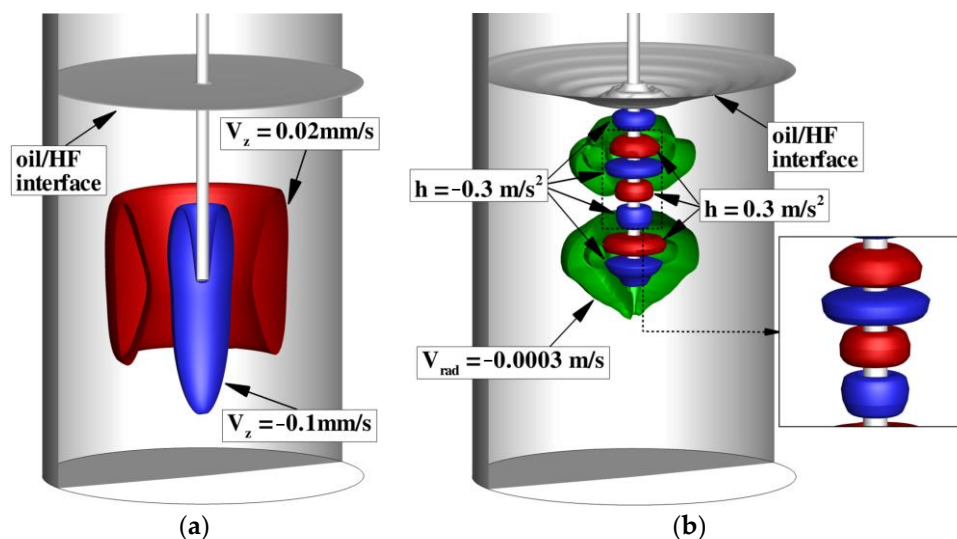 oil/HF
interface
V_z = 0.02mm/s
V_z = −0.1mm/s
(a)
oil/HF
interface
h = −0.3 m/s²
h = 0.3 m/s²
V_rad = −0.0003 m/s
(b)